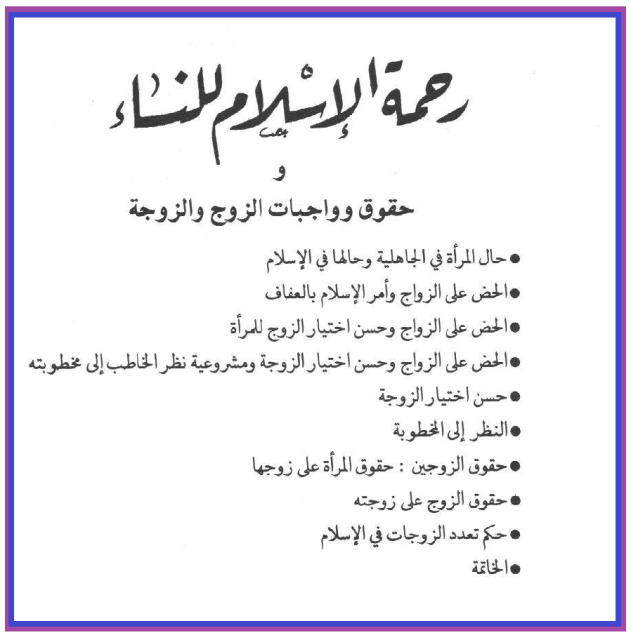 رحمة الإسلام للنساء
و
حقوق وواجبات الزوج والزوجة
● حال المرأة في الجاهلية وحالها في الإسلام
● الحض على الزواج وأمر الإسلام بالعفاف
● الحض على الزواج وحسن اختيار الزوج للمرأة
● الحض على الزواج وحسن اختيار الزوجة ومشروعية نظر الخاطب إلى مخطوبته
● حسن اختيار الزوجة
● النظر إلى المخطوبة
● حقوق الزوجين : حقوق المرأة على زوجها
● حقوق الزوج على زوجته
● حكم تعدد الزوجات في الإسلام
● الخاتمة